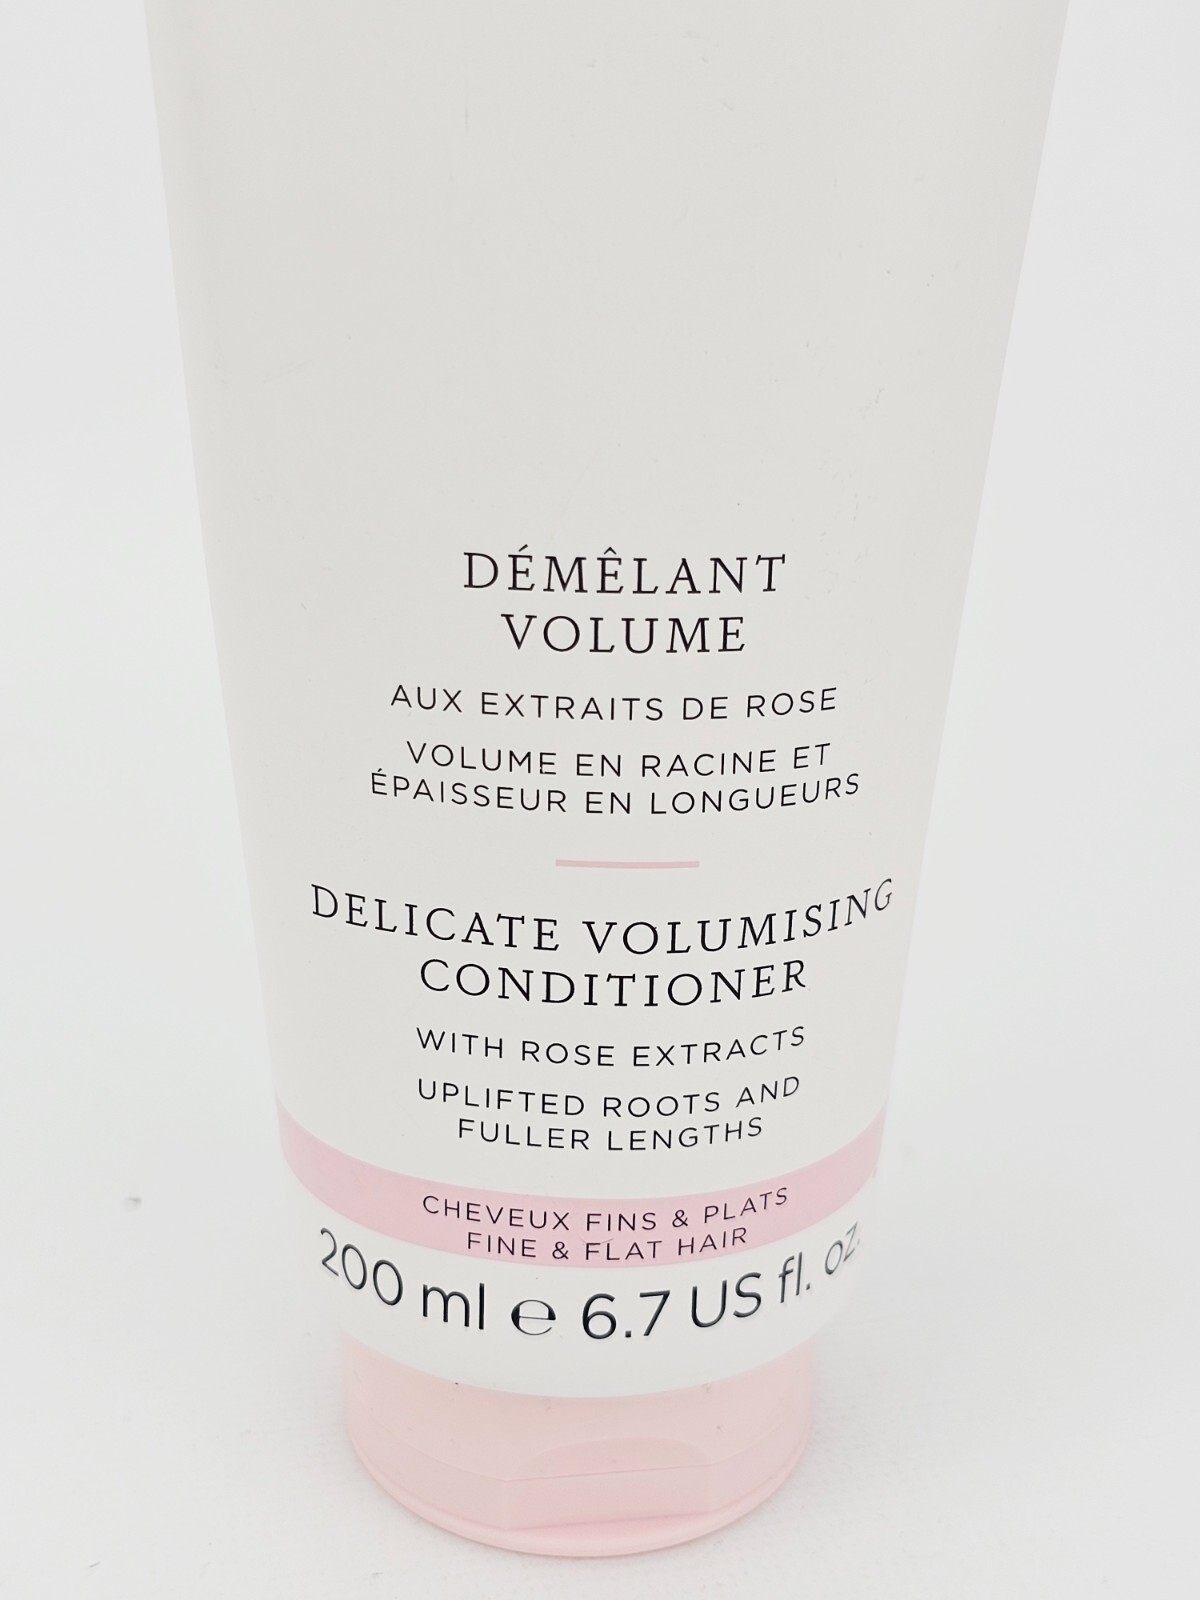 DÉMÊLANT
VOLUME
AUX EXTRAITS DE ROSE
VOLUME EN RACINE ET
ÉPAISSEUR EN LONGUEURS
DELICATE VOLUMISING
CONDITIONER
WITH ROSE EXTRACTS
UPLIFTED ROOTS AND
FULLER LENGTHS
CHEVEUX FINS & PLATS
FINE & FLAT HAIR
200 ml ℮ 6.7 US fl. oz.